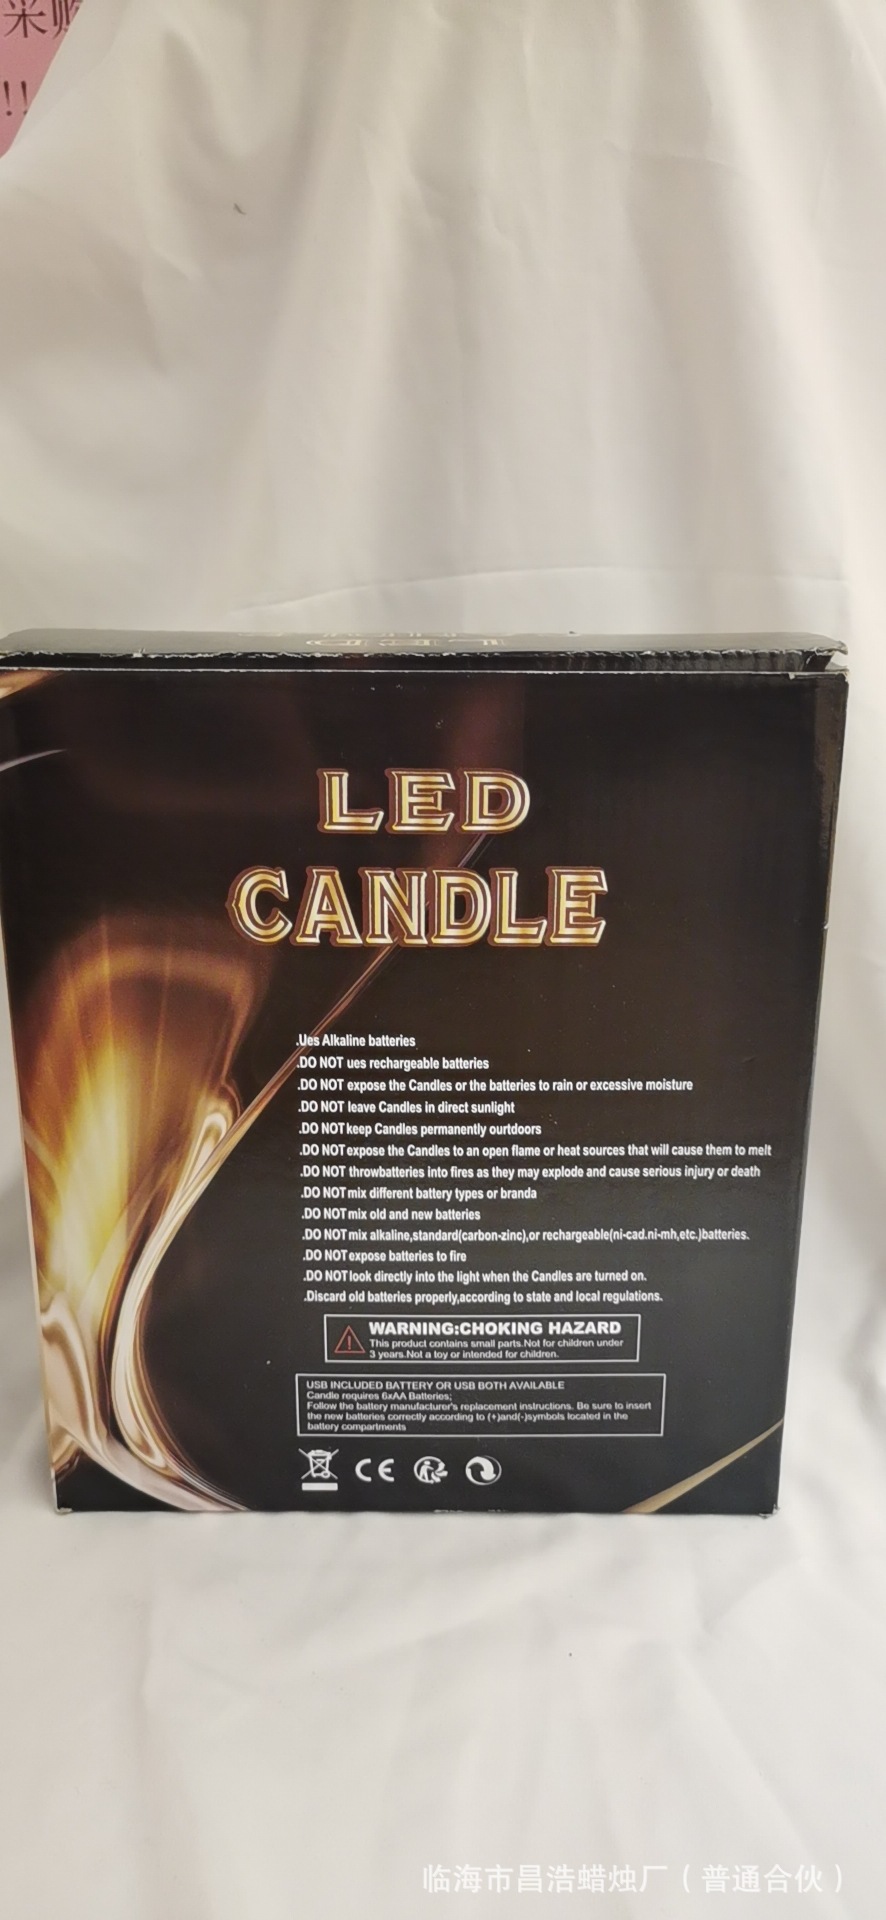 采购
!!
LED
CANDLE
.Ues Alkaline batteries
.DO NOT ues rechargeable batteries
.DO NOT expose the Candles or the batteries to rain or excessive moisture
.DO NOT leave Candles in direct sunlight
.DO NOT keep Candles permanently ourtdoors
.DO NOT expose the Candles to an open flame or heat sources that will cause them to melt
.DO NOT throwbatteries into fires as they may explode and cause serious injury or death
.DO NOT mix different battery types or branda
.DO NOT mix old and new batteries
.DO NOT mix alkaline,standard(carbon-zinc),or rechargeable(ni-cad.ni-mh,etc.)batteries.
.DO NOT expose batteries to fire
.DO NOT look directly into the light when the Candles are turned on.
.Discard old batteries properly,according to state and local regulations.
WARNING:CHOKING HAZARD
This product contains small parts.Not for children under
3 years.Not a toy or intended for children.
USB INCLUDED BATTERY OR USB BOTH AVAILABLE
Candle requires 6xAA Batteries;
Follow the battery manufacturer's replacement instructions. Be sure to insert
the new batteries correctly according to (+)and(-)symbols located in the
battery compartments
CE
临海市昌浩蜡烛厂（普通合伙）